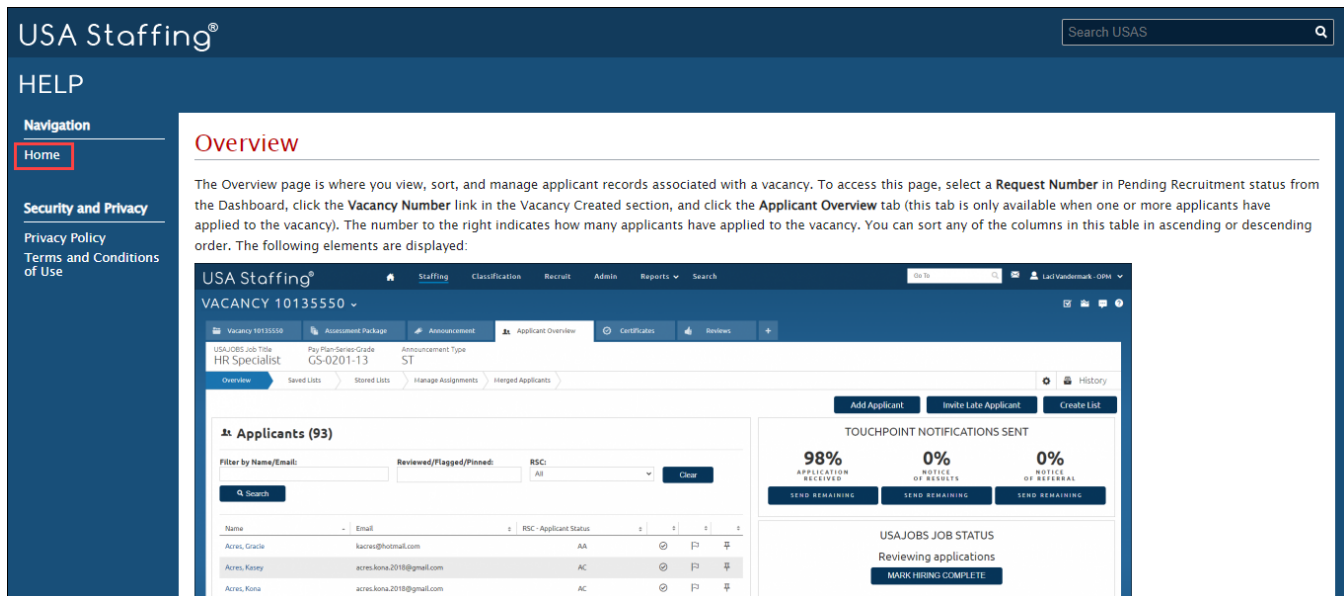 USA Staffing®
Search USAS
HELP
Navigation
Home
Security and Privacy
Privacy Policy
Terms and Conditions
of Use
Overview
The Overview page is where you view, sort, and manage applicant records associated with a vacancy. To access this page, select a Request Number in Pending Recruitment status from
the Dashboard, click the Vacancy Number link in the Vacancy Created section, and click the Applicant Overview tab (this tab is only available when one or more applicants have
applied to the vacancy). The number to the right indicates how many applicants have applied to the vacancy. You can sort any of the columns in this table in ascending or descending
order. The following elements are displayed:
USA Staffing® Staffing Classification Recruit Admin Reports Search Go To Laci Vandermark - OPM
VACANCY 10135550
Vacancy 10135550 Assessment Package Announcement Applicant Overview Certificates Reviews +
USAJOBS Job Title Pay Plan-Series-Grade Announcement Type
HR Specialist GS-0201-13 ST
Overview Saved Lists Stored Lists Manage Assignments Merged Applicants History
Add Applicant Invite Late Applicant Create List
Applicants (93)
Filter by Name/Email: Reviewed/Flagged/Pinned: RSC:
All Clear
Search
Name Email RSC - Applicant Status
Acres, Gracie kacres@hotmail.com AA
Acres, Kasey acres.kona.2018@gmail.com AC
Acres, Kona acres.kona.2018@gmail.com AC
TOUCHPOINT NOTIFICATIONS SENT
98% 0% 0%
APPLICATION NOTICE NOTICE
RECEIVED OF RESULTS OF REFERRAL
SEND REMAINING SEND REMAINING SEND REMAINING
USAJOBS JOB STATUS
Reviewing applications
MARK HIRING COMPLETE